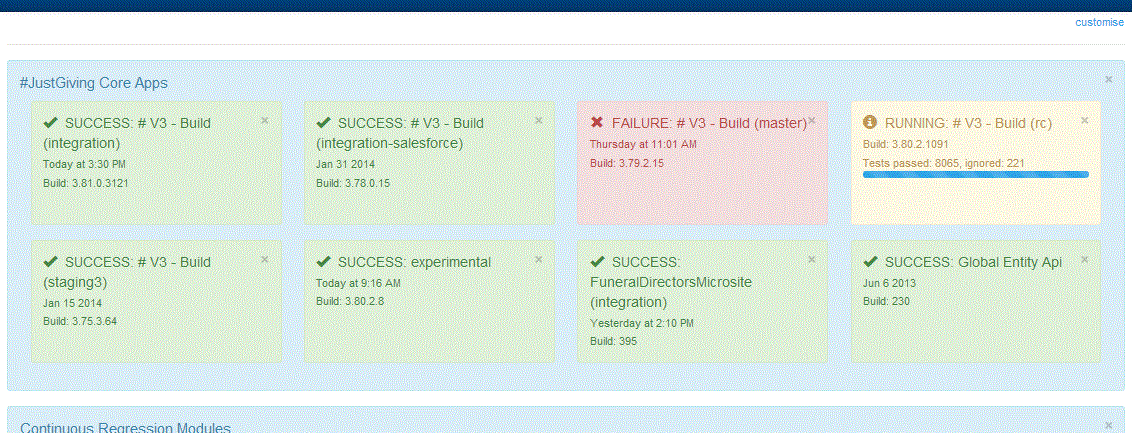 customise
#JustGiving Core Apps
SUCCESS: # V3 - Build
(integration)
Today at 3:30 PM
Build: 3.81.0.3121
SUCCESS: # V3 - Build
(integration-salesforce)
Jan 31 2014
Build: 3.78.0.15
FAILURE: # V3 - Build (master)
Thursday at 11:01 AM
Build: 3.79.2.15
RUNNING: # V3 - Build (rc)
Build: 3.80.2.1091
Tests passed: 8065, ignored: 221
SUCCESS: # V3 - Build
(staging3)
Jan 15 2014
Build: 3.75.3.64
SUCCESS: experimental
Today at 9:16 AM
Build: 3.80.2.8
SUCCESS:
FuneralDirectorsMicrosite
(integration)
Yesterday at 2:10 PM
Build: 395
SUCCESS: Global Entity Api
Jun 6 2013
Build: 230
Continuous Regression Modules